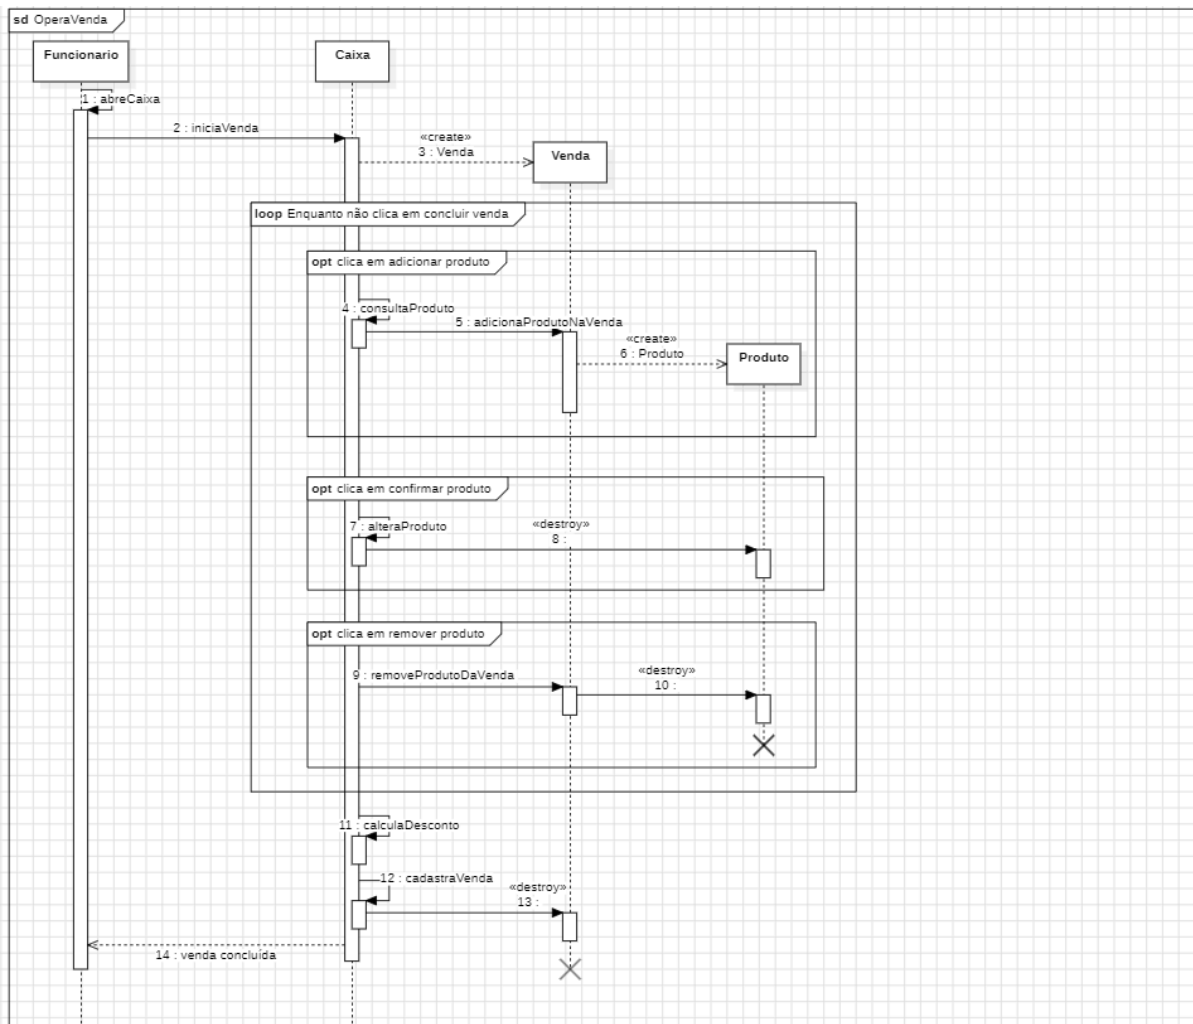 sd OperaVenda
Funcionario
Caixa
1 : abreCaixa
2 : iniciaVenda
«create»
3 : Venda
Venda
loop Enquanto não clica em concluir venda
opt clica em adicionar produto
4 : consultaProduto
5 : adicionaProdutoNaVenda
«create»
6 : Produto
Produto
opt clica em confirmar produto
7 : alteraProduto
«destroy»
8 :
opt clica em remover produto
9 : removeProdutoDaVenda
«destroy»
10 :
11 : calculaDesconto
12 : cadastraVenda
«destroy»
13 :
14 : venda concluída